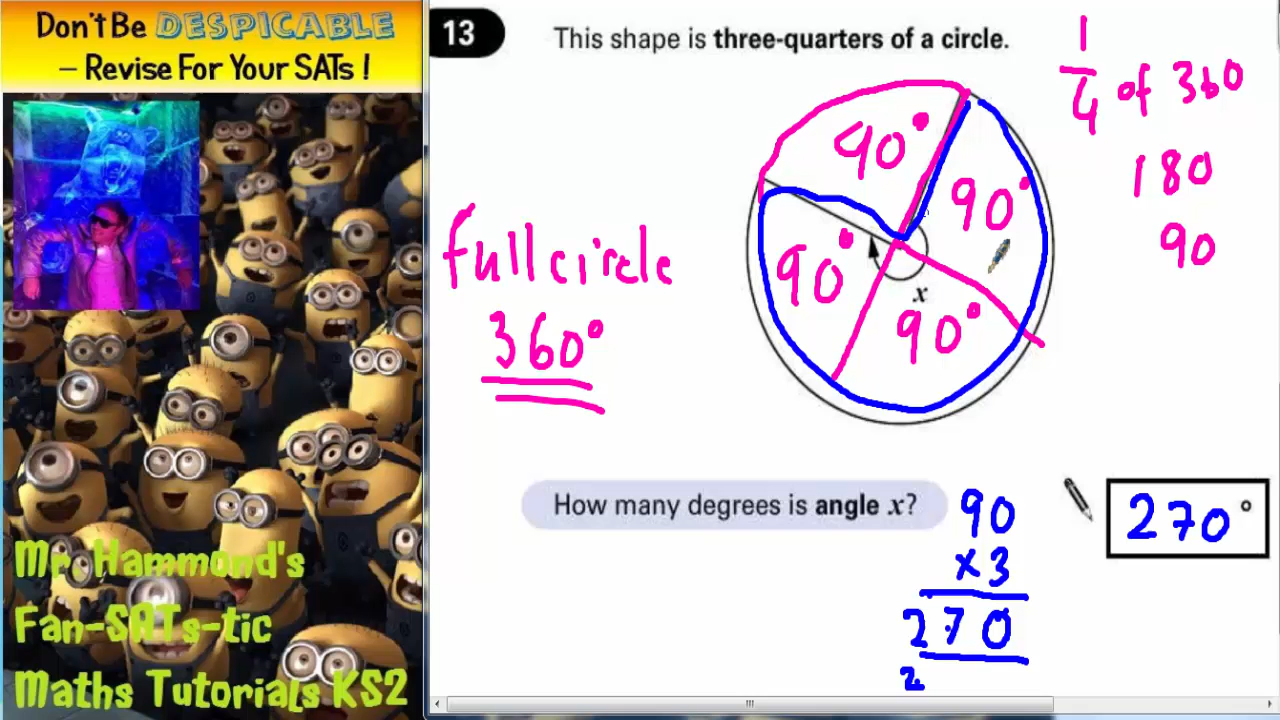 Don't Be DESPICABLE
– Revise For Your SATs !
Mr. Hammond's
Fan-SATs-tic
Maths Tutorials KS2
13
This shape is three-quarters of a circle.
1/4 of 360
180
90
full circle
360°
90°
90°
90°
90°
x
How many degrees is angle x?
90
×3
270
2
270°